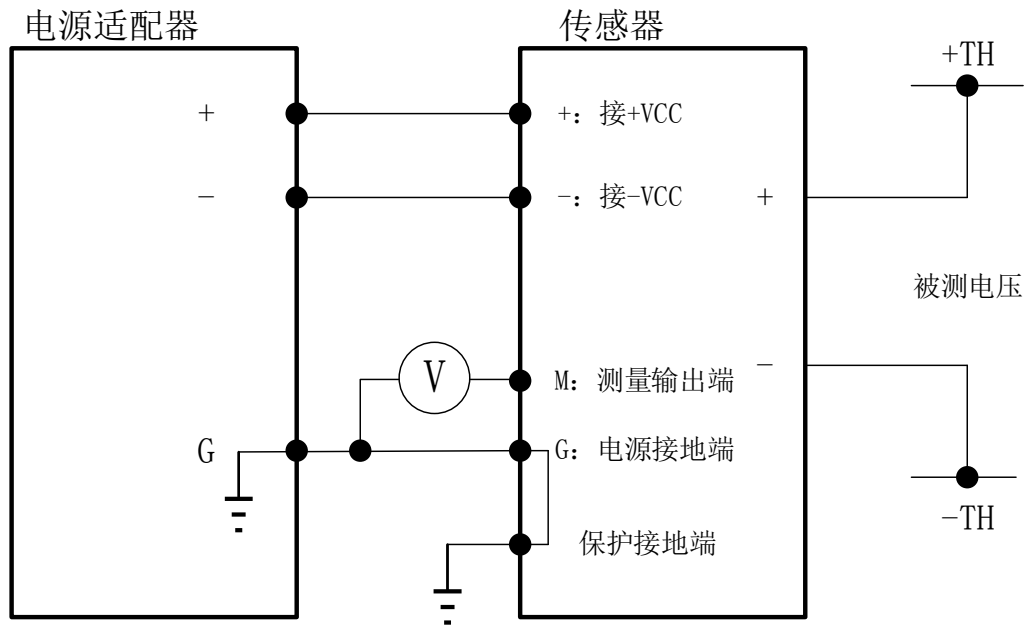 电源适配器
传感器
+TH
+
+: 接+VCC
-
-: 接-VCC
+
被测电压
V
M: 测量输出端
-
G
G: 电源接地端
-TH
保护接地端